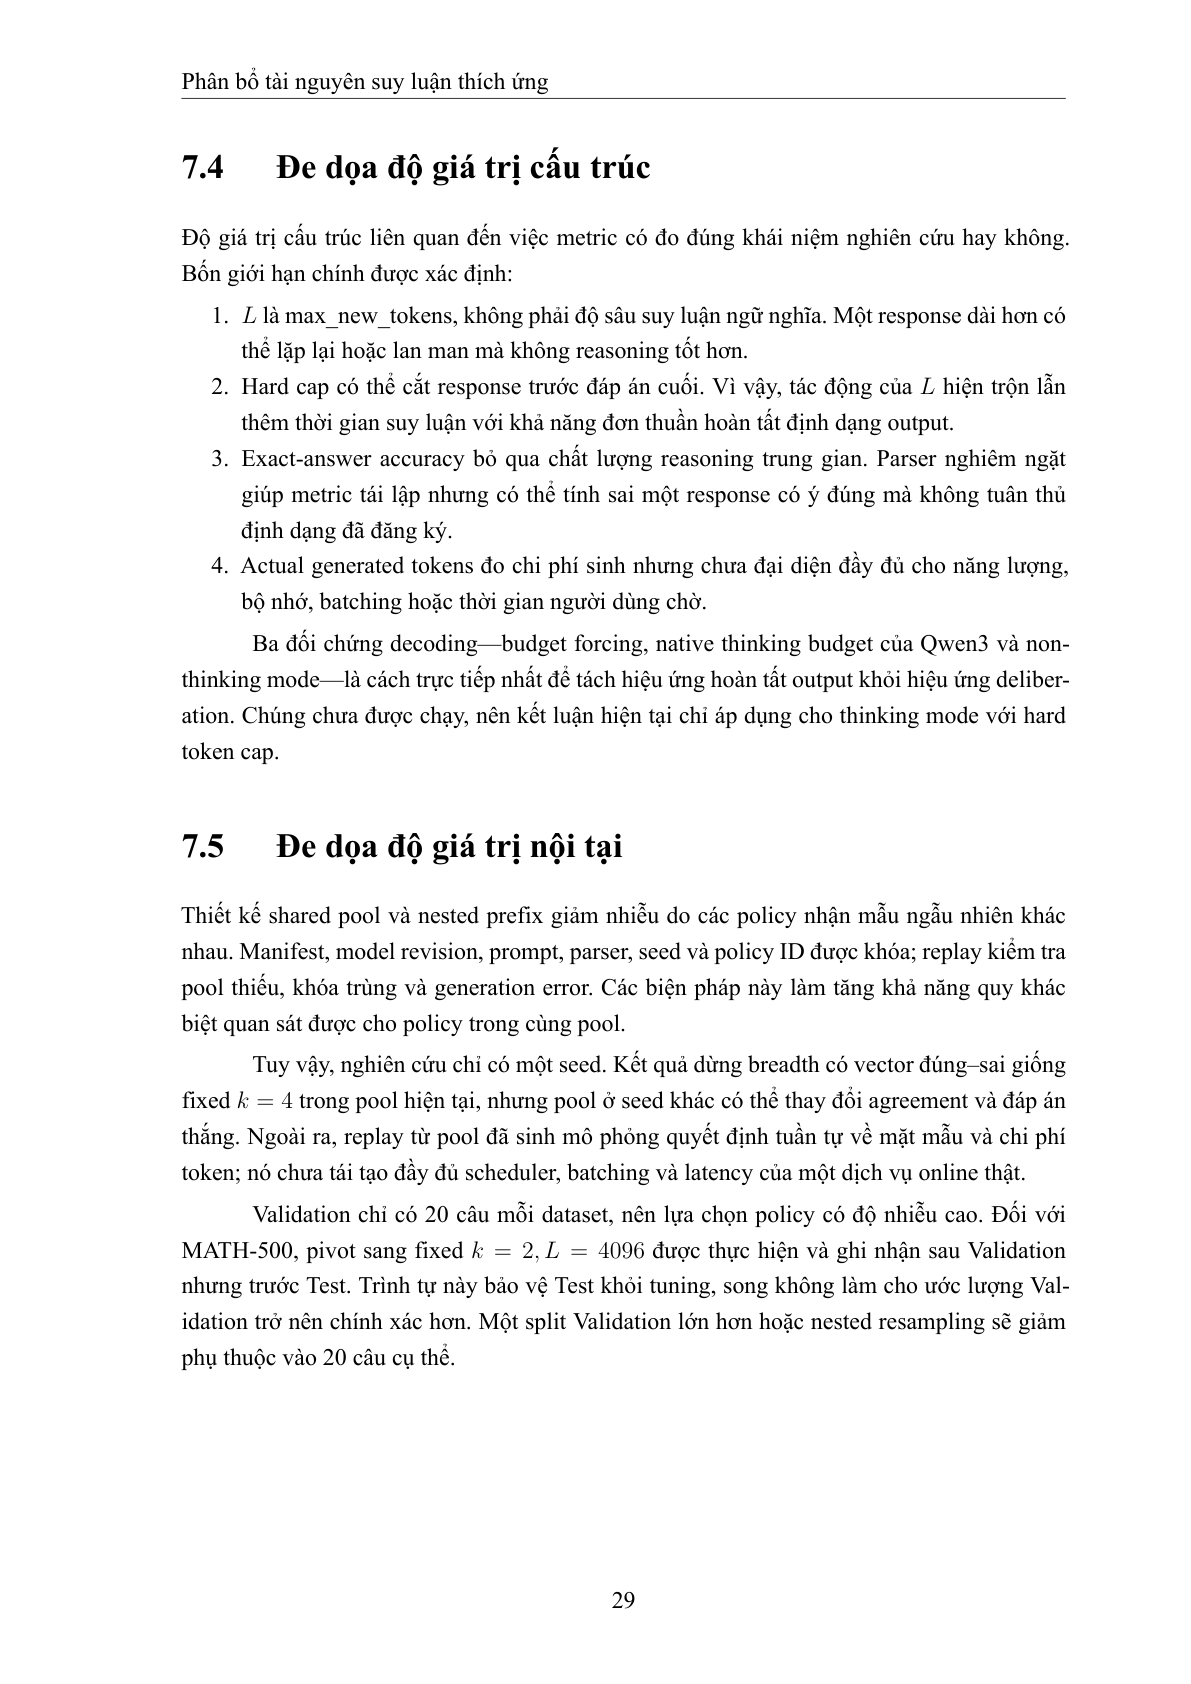 Phân bổ tài nguyên suy luận thích ứng
7.4 Đe dọa độ giá trị cấu trúc
Độ giá trị cấu trúc liên quan đến việc metric có đo đúng khái niệm nghiên cứu hay không.
Bốn giới hạn chính được xác định:
1. L là max_new_tokens, không phải độ sâu suy luận ngữ nghĩa. Một response dài hơn có
thể lặp lại hoặc lan man mà không reasoning tốt hơn.
2. Hard cap có thể cắt response trước đáp án cuối. Vì vậy, tác động của L hiện trộn lẫn
thêm thời gian suy luận với khả năng đơn thuần hoàn tất định dạng output.
3. Exact-answer accuracy bỏ qua chất lượng reasoning trung gian. Parser nghiêm ngặt
giúp metric tái lập nhưng có thể tính sai một response có ý đúng mà không tuân thủ
định dạng đã đăng ký.
4. Actual generated tokens đo chi phí sinh nhưng chưa đại diện đầy đủ cho năng lượng,
bộ nhớ, batching hoặc thời gian người dùng chờ.
Ba đối chứng decoding—budget forcing, native thinking budget của Qwen3 và non-
thinking mode—là cách trực tiếp nhất để tách hiệu ứng hoàn tất output khỏi hiệu ứng deliber-
ation. Chúng chưa được chạy, nên kết luận hiện tại chỉ áp dụng cho thinking mode với hard
token cap.
7.5 Đe dọa độ giá trị nội tại
Thiết kế shared pool và nested prefix giảm nhiễu do các policy nhận mẫu ngẫu nhiên khác
nhau. Manifest, model revision, prompt, parser, seed và policy ID được khóa; replay kiểm tra
pool thiếu, khóa trùng và generation error. Các biện pháp này làm tăng khả năng quy khác
biệt quan sát được cho policy trong cùng pool.
Tuy vậy, nghiên cứu chỉ có một seed. Kết quả dừng breadth có vector đúng–sai giống
fixed k = 4 trong pool hiện tại, nhưng pool ở seed khác có thể thay đổi agreement và đáp án
thắng. Ngoài ra, replay từ pool đã sinh mô phỏng quyết định tuần tự về mặt mẫu và chi phí
token; nó chưa tái tạo đầy đủ scheduler, batching và latency của một dịch vụ online thật.
Validation chỉ có 20 câu mỗi dataset, nên lựa chọn policy có độ nhiễu cao. Đối với
MATH-500, pivot sang fixed k = 2, L = 4096 được thực hiện và ghi nhận sau Validation
nhưng trước Test. Trình tự này bảo vệ Test khỏi tuning, song không làm cho ước lượng Val-
idation trở nên chính xác hơn. Một split Validation lớn hơn hoặc nested resampling sẽ giảm
phụ thuộc vào 20 câu cụ thể.
29